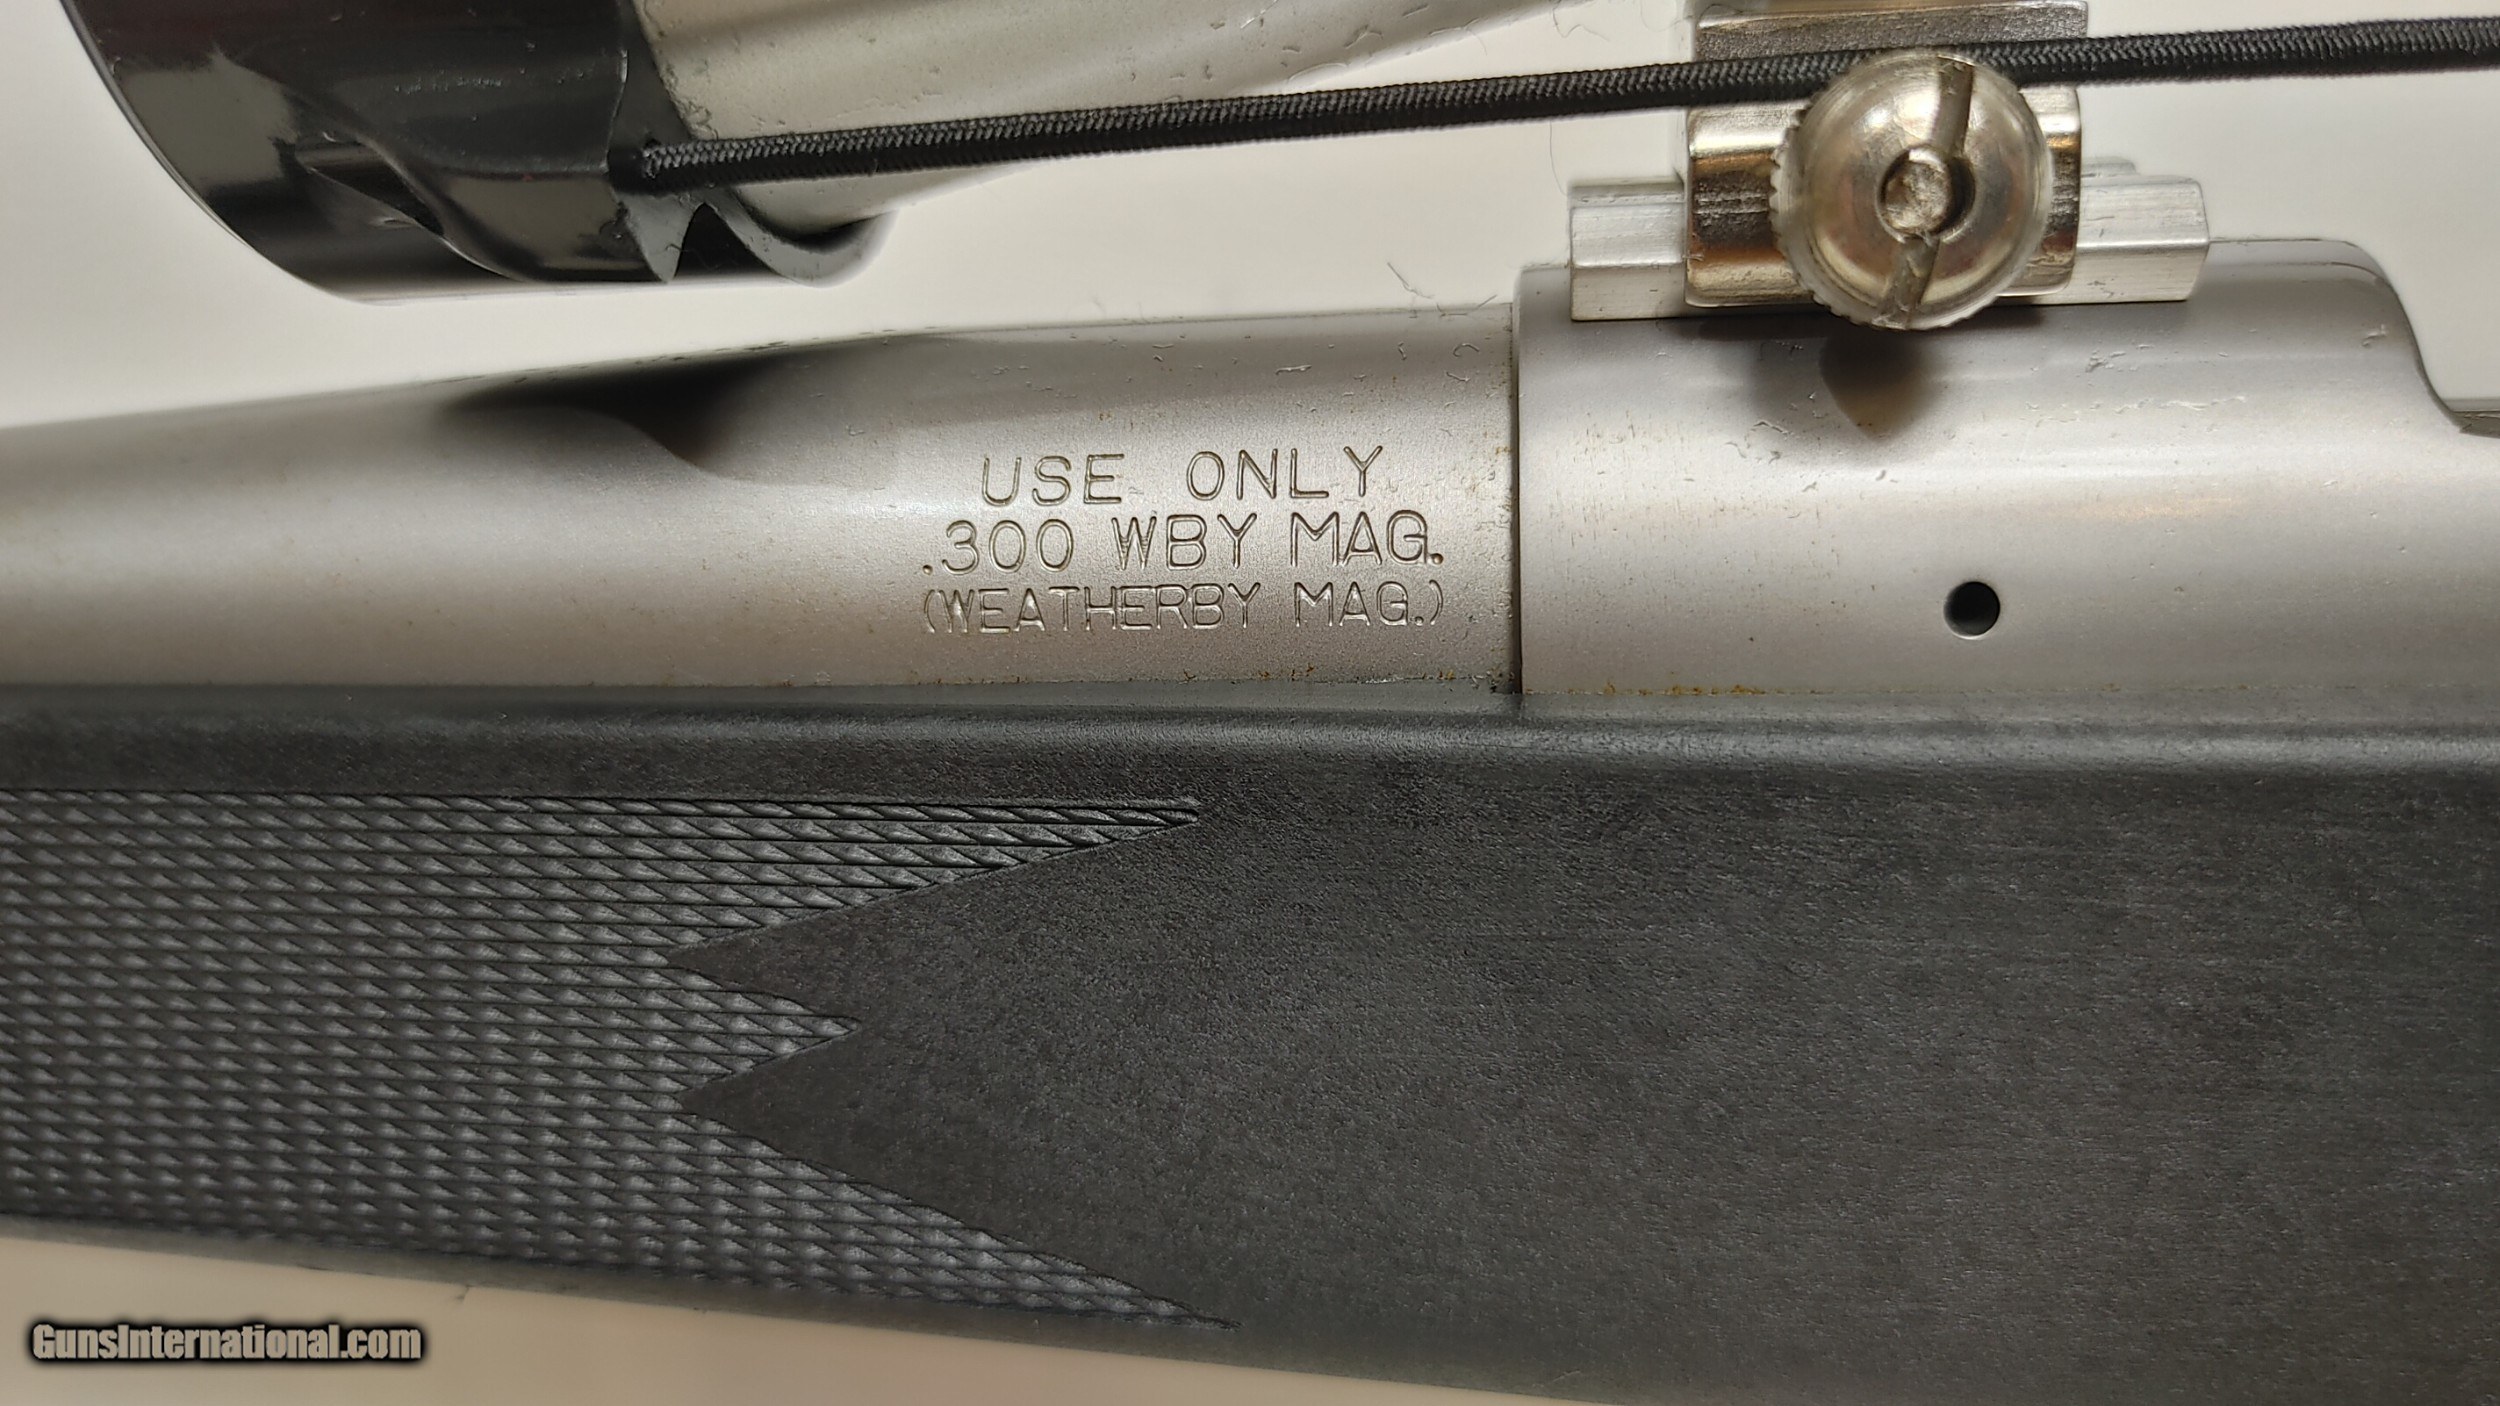 USE ONLY
.300 WBY MAG.
(WEATHERBY MAG.)
GunsInternational.com